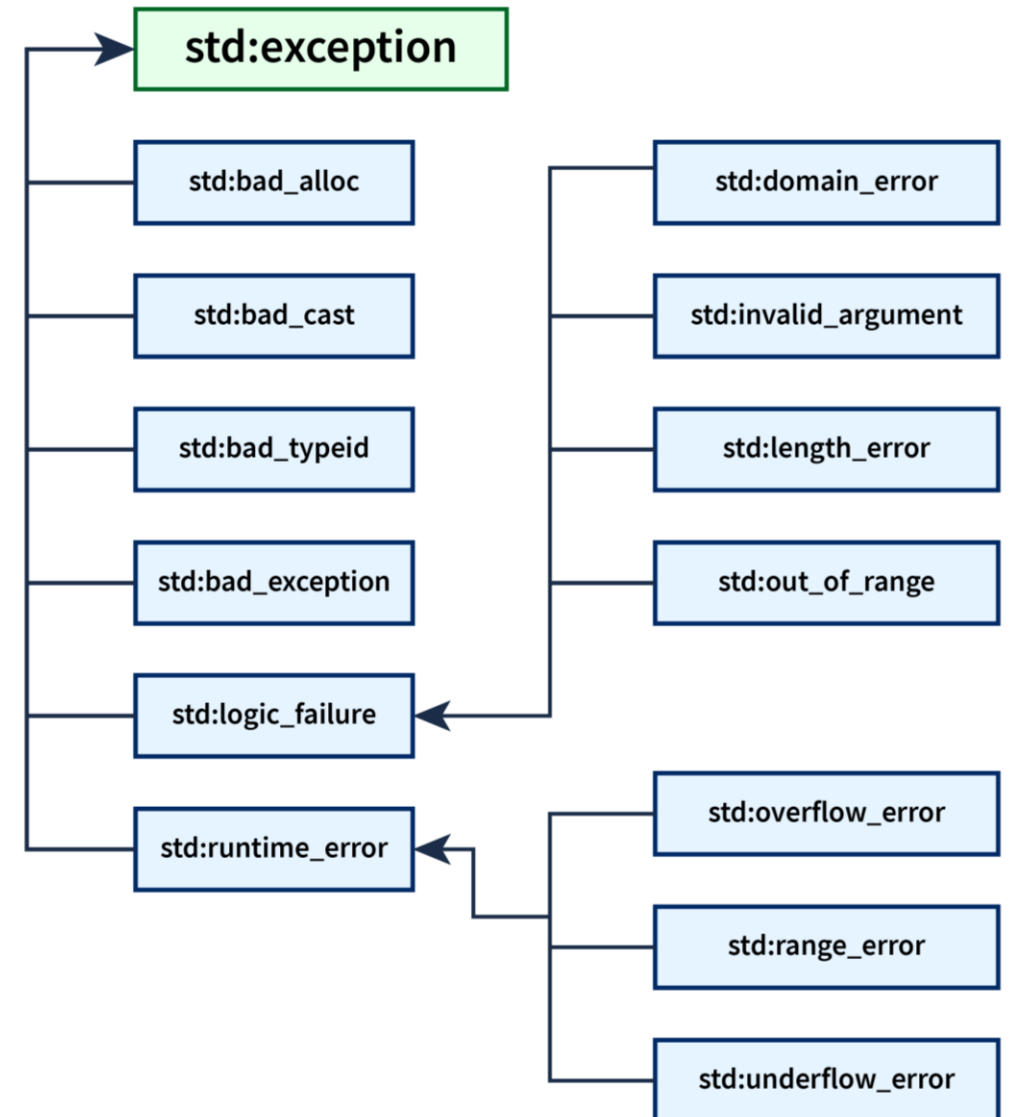 std:exception
std:bad_alloc
std:bad_cast
std:bad_typeid
std:bad_exception
std:logic_failure
std:runtime_error
std:domain_error
std:invalid_argument
std:length_error
std:out_of_range
std:overflow_error
std:range_error
std:underflow_error